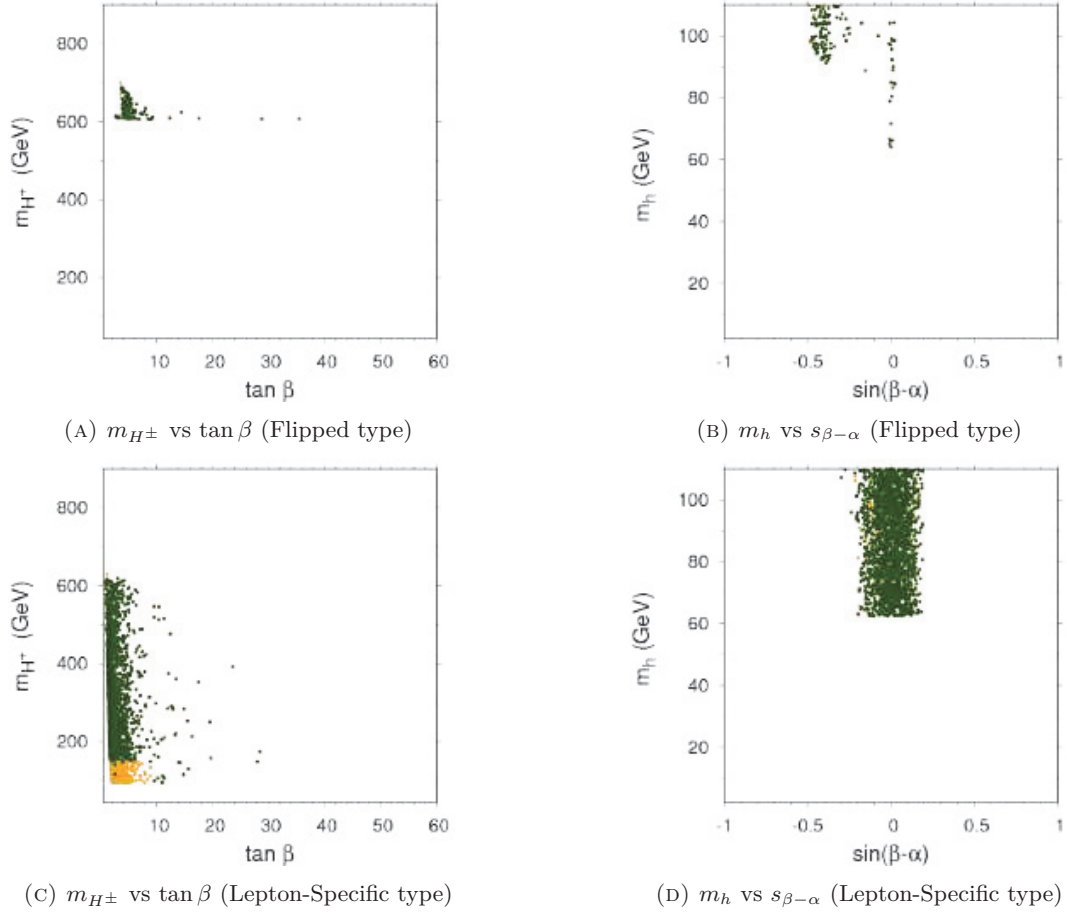 800
600
400
200
m_H⁺ (GeV)
10 20 30 40 50 60
tan β
(A) m_{H±} vs tan β (Flipped type)
100
80
60
40
20
m_h (GeV)
-1 -0.5 0 0.5 1
sin(β-α)
(B) m_h vs s_{β−α} (Flipped type)
800
600
400
200
m_H⁺ (GeV)
10 20 30 40 50 60
tan β
(C) m_{H±} vs tan β (Lepton-Specific type)
100
80
60
40
20
m_h (GeV)
-1 -0.5 0 0.5 1
sin(β-α)
(D) m_h vs s_{β−α} (Lepton-Specific type)